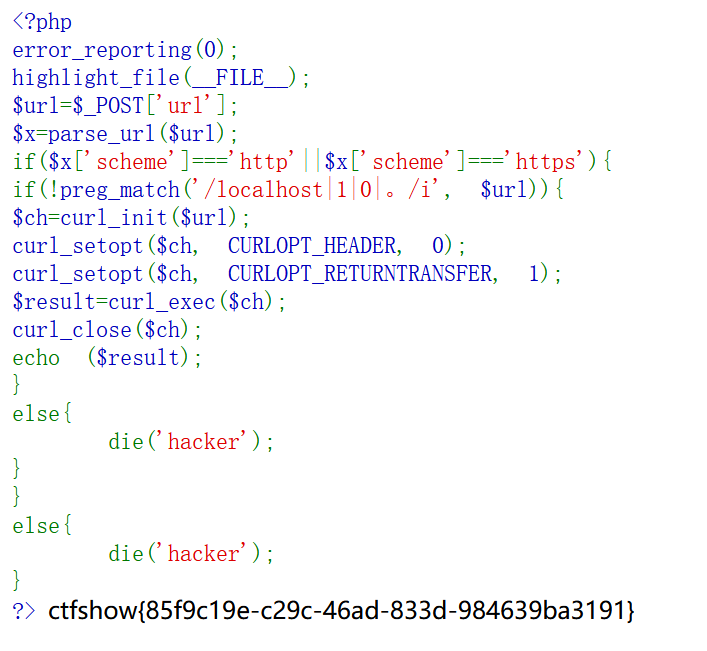 <?php
error_reporting(0);
highlight_file(__FILE__);
$url=$_POST['url'];
$x=parse_url($url);
if($x['scheme']==='http'||$x['scheme']==='https'){
if(!preg_match('/localhost|1|0|。/i', $url)){
$ch=curl_init($url);
curl_setopt($ch, CURLOPT_HEADER, 0);
curl_setopt($ch, CURLOPT_RETURNTRANSFER, 1);
$result=curl_exec($ch);
curl_close($ch);
echo ($result);
}
else{
die('hacker');
}
}
else{
die('hacker');
}
?> ctfshow{85f9c19e-c29c-46ad-833d-984639ba3191}